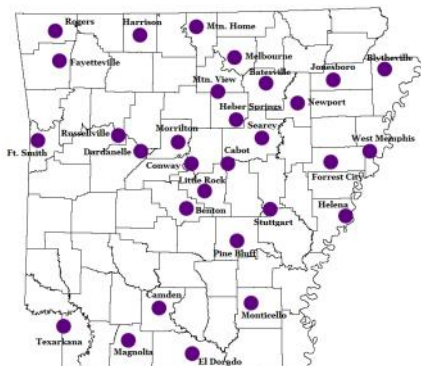 Rogers
Harrison
Mtn. Home
Fayetteville
Melbourne
Batesville
Jonesboro
Blytheville
Mtn. View
Newport
Heber Springs
Russellville
Morrilton
Searcy
Ft. Smith
Dardanelle
Cabot
West Memphis
Conway
Forrest City
Little Rock
Benton
Stuttgart
Helena
Pine Bluff
Camden
Monticello
Texarkana
Magnolia
El Dorado